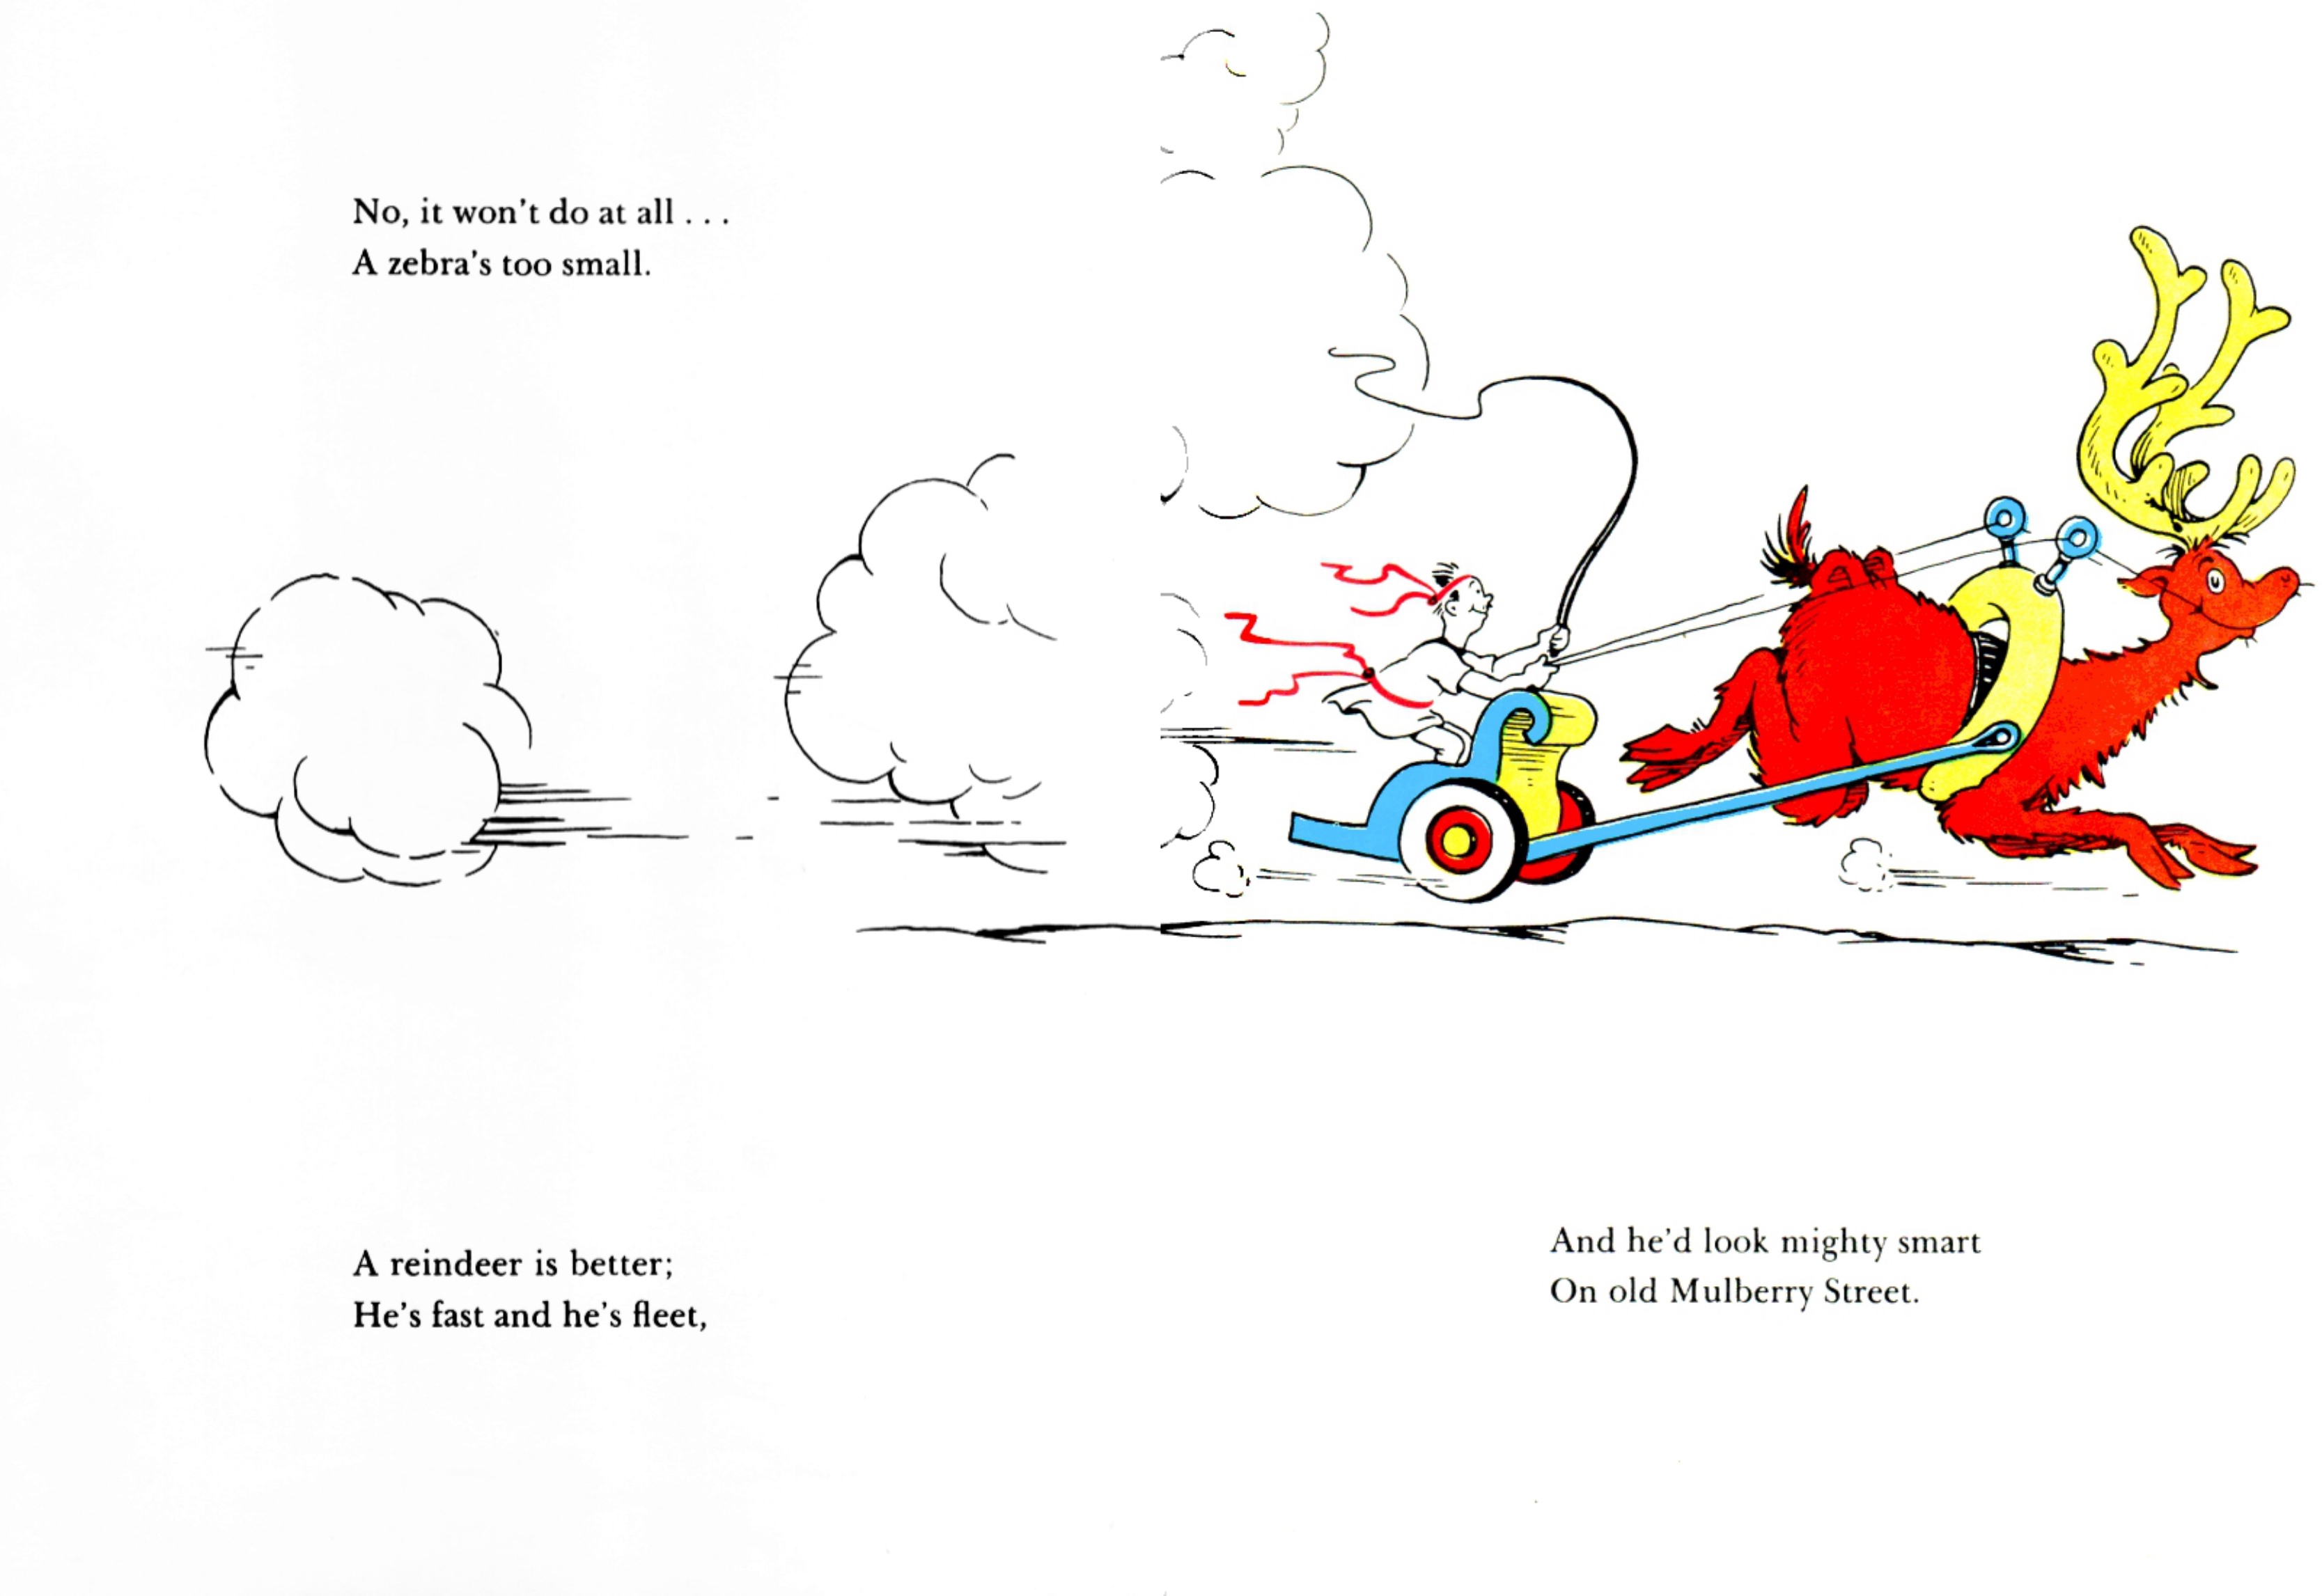 No, it won't do at all . . .
A zebra's too small.
A reindeer is better;
He's fast and he's fleet,
And he'd look mighty smart
On old Mulberry Street.